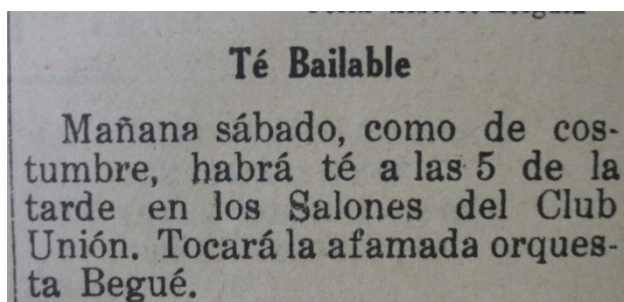 Té Bailable
Mañana sábado, como de cos-
tumbre, habrá té a las 5 de la
tarde en los Salones del Club
Unión. Tocará la afamada orques-
ta Begué.